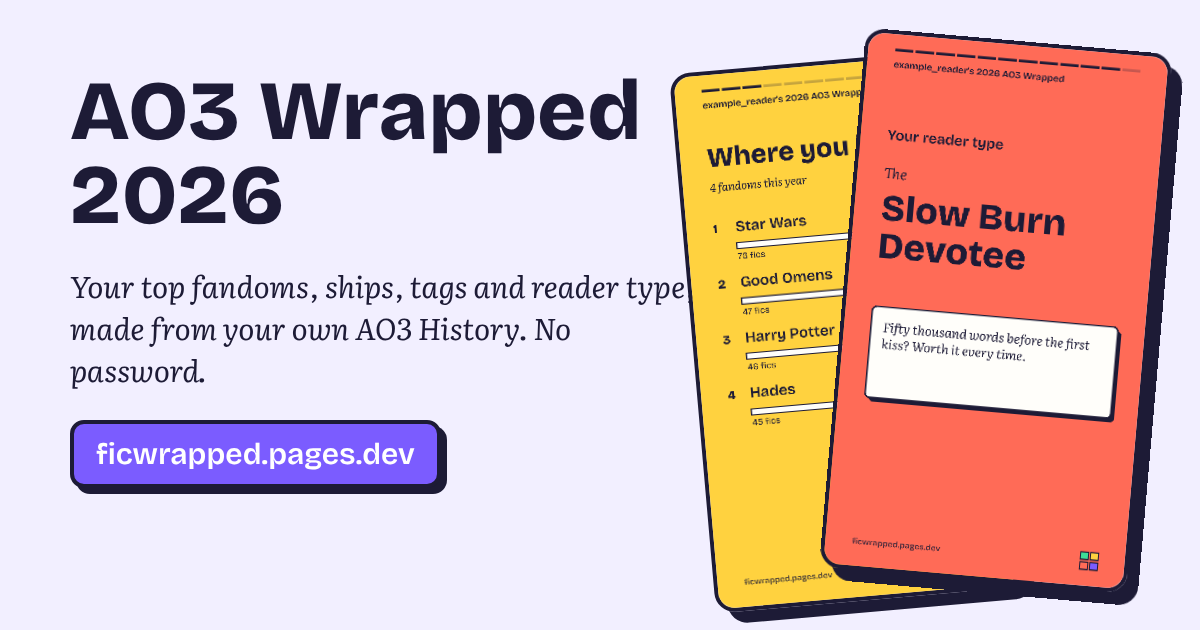 AO3 Wrapped
2026
Your top fandoms, ships, tags and reader type,
made from your own AO3 History. No
password.
ficwrapped.pages.dev
example_reader's 2026 AO3 Wrapp
Where you
4 fandoms this year
1 Star Wars
78 fics
2 Good Omens
47 fics
3 Harry Potter
46 fics
4 Hades
45 fics
ficwrapped.pages.dev
example_reader's 2026 AO3 Wrapped
Your reader type
The
Slow Burn
Devotee
Fifty thousand words before the first
kiss? Worth it every time.
ficwrapped.pages.dev